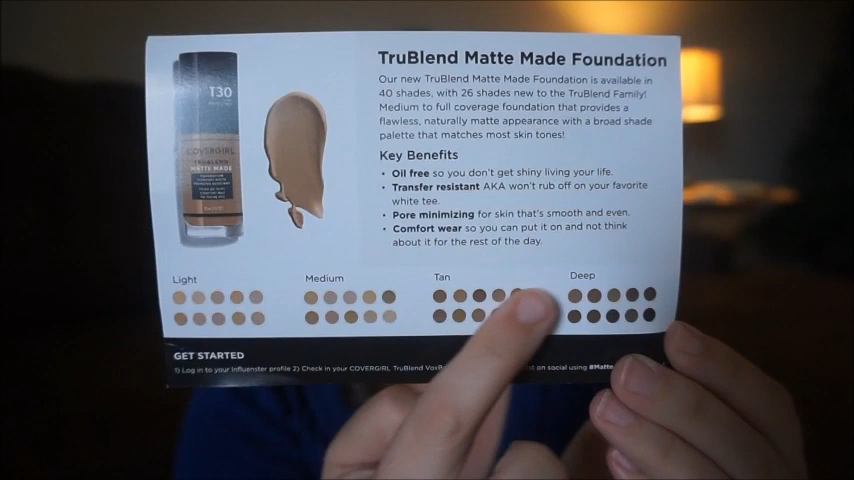 TruBlend Matte Made Foundation
Our new TruBlend Matte Made Foundation is available in
40 shades, with 26 shades new to the TruBlend Family!
Medium to full coverage foundation that provides a
flawless, naturally matte appearance with a broad shade
palette that matches most skin tones!
Key Benefits
• Oil free so you don't get shiny living your life.
• Transfer resistant AKA won't rub off on your favorite
white tee.
• Pore minimizing for skin that's smooth and even.
• Comfort wear so you can put it on and not think
about it for the rest of the day.
T30
COVERGIRL
TRUBLEND
MATTE MADE
Light Medium Tan Deep
GET STARTED
1) Log in to your Influenster profile 2) Check in your COVERGIRL TruBlend on social using #Matte